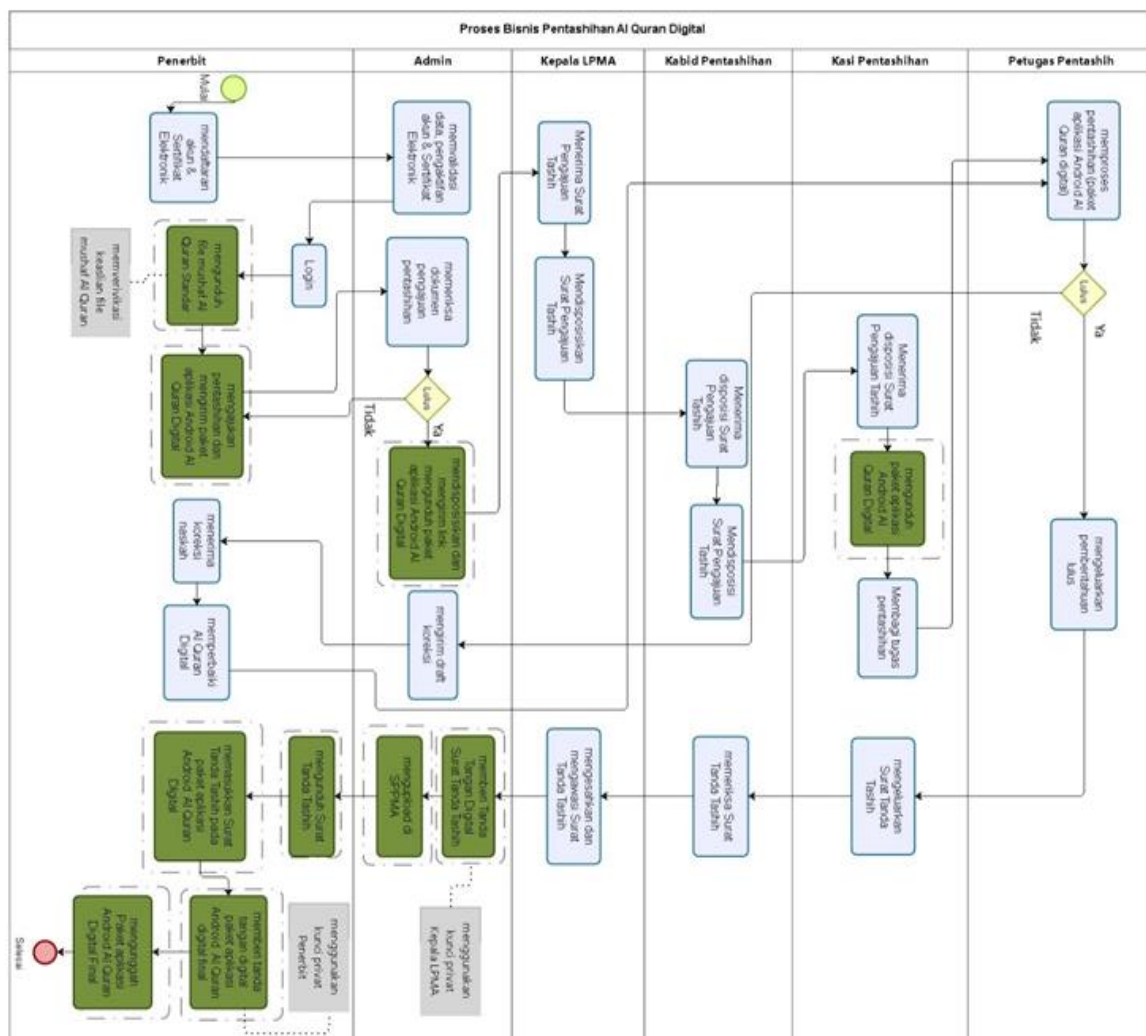 Proses Bisnis Pentashihan Al Quran Digital
Penerbit
Admin
Kepala LPMA
Kabid Pentashihan
Kasi Pentashihan
Petugas Pentashih
Mulai
mendaftaran
akun &
Sertifikat
Elektronik
memvalidasi
data, pengaktifan
akun & Sertifikat
Elektronik
Login
mengunduh
file mushaf Al
Quran Standar
memverivikasi
keaslian file
mushaf Al Quran
mengajukan
pentashihan dan
mengirim paket
aplikasi Android Al
Quran Digital
memeriksa
dokumen
pengajuan
pentashihan
Lulus
Ya
Tidak
mendisposisikan dan
mengirim link
mengunduh paket
aplikasi Android Al
Quran Digital
Menerima Surat
Pengajuan
Tashih
Mendisposisikan
Surat Pengajuan
Tashih
Menerima
disposisi Surat
Pengajuan
Tashih
Mendisposisi
Surat Pengajuan
Tashih
Menerima
disposisi Surat
Pengajuan Tashih
mengunduh
paket aplikasi
Android Al
Quran Digital
Membagi tugas
pentashihan
memproses
pentashihan (paket
aplikasi Android Al
Quran digital)
Lulus
Ya
Tidak
mengeluarkan
pemberitahuan
lulus
mengirim draft
koreksi
menerima
koreksi
naskah
memperbaiki
Al Quran
Digital
mengeluarkan
Surat Tanda
Tashih
memeriksa Surat
Tanda Tashih
mengesahkan dan
mengawasi Surat
Tanda Tashih
memberi Tanda
Tangan Digital
Surat Tanda Tashih
menggunakan
kunci privat
Kepala LPMA
mengupload di
SPPMA
mengunduh Surat
Tanda Tashih
memasukkan Surat
Tanda Tashih pada
paket aplikasi
Android Al Quran
Digital
memberi tanda
tangan digital
paket aplikasi
Android Al Quran
digital final
menggunakan
kunci privat
Penerbit
mengunggah
Paket aplikasi
Android Al Quran
Digital Final
Selesai